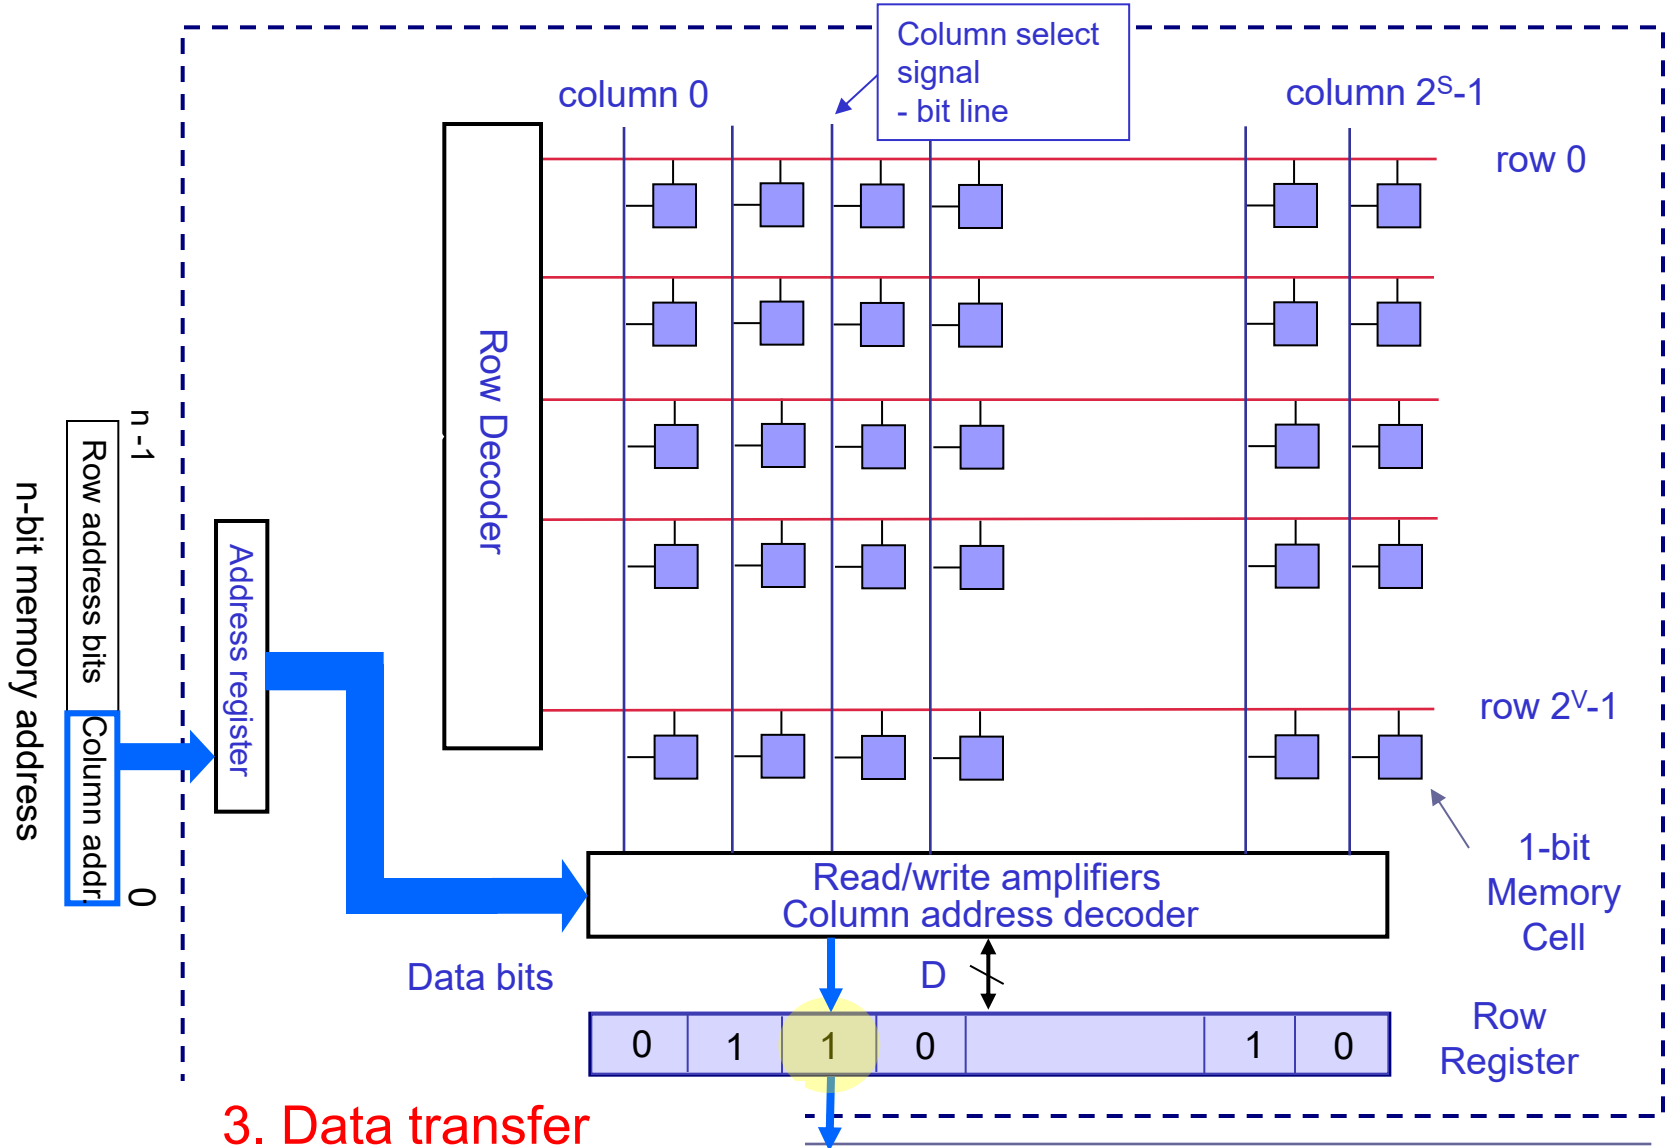 Column select
signal
- bit line
column 0
column 2ˢ-1
row 0
Row Decoder
n -1
Row address bits
n-bit memory address
Address register
Column addr.
0
row 2ⱽ-1
1-bit
Memory
Cell
Read/write amplifiers
Column address decoder
Data bits
D
0 1 1 0 1 0
Row
Register
3. Data transfer